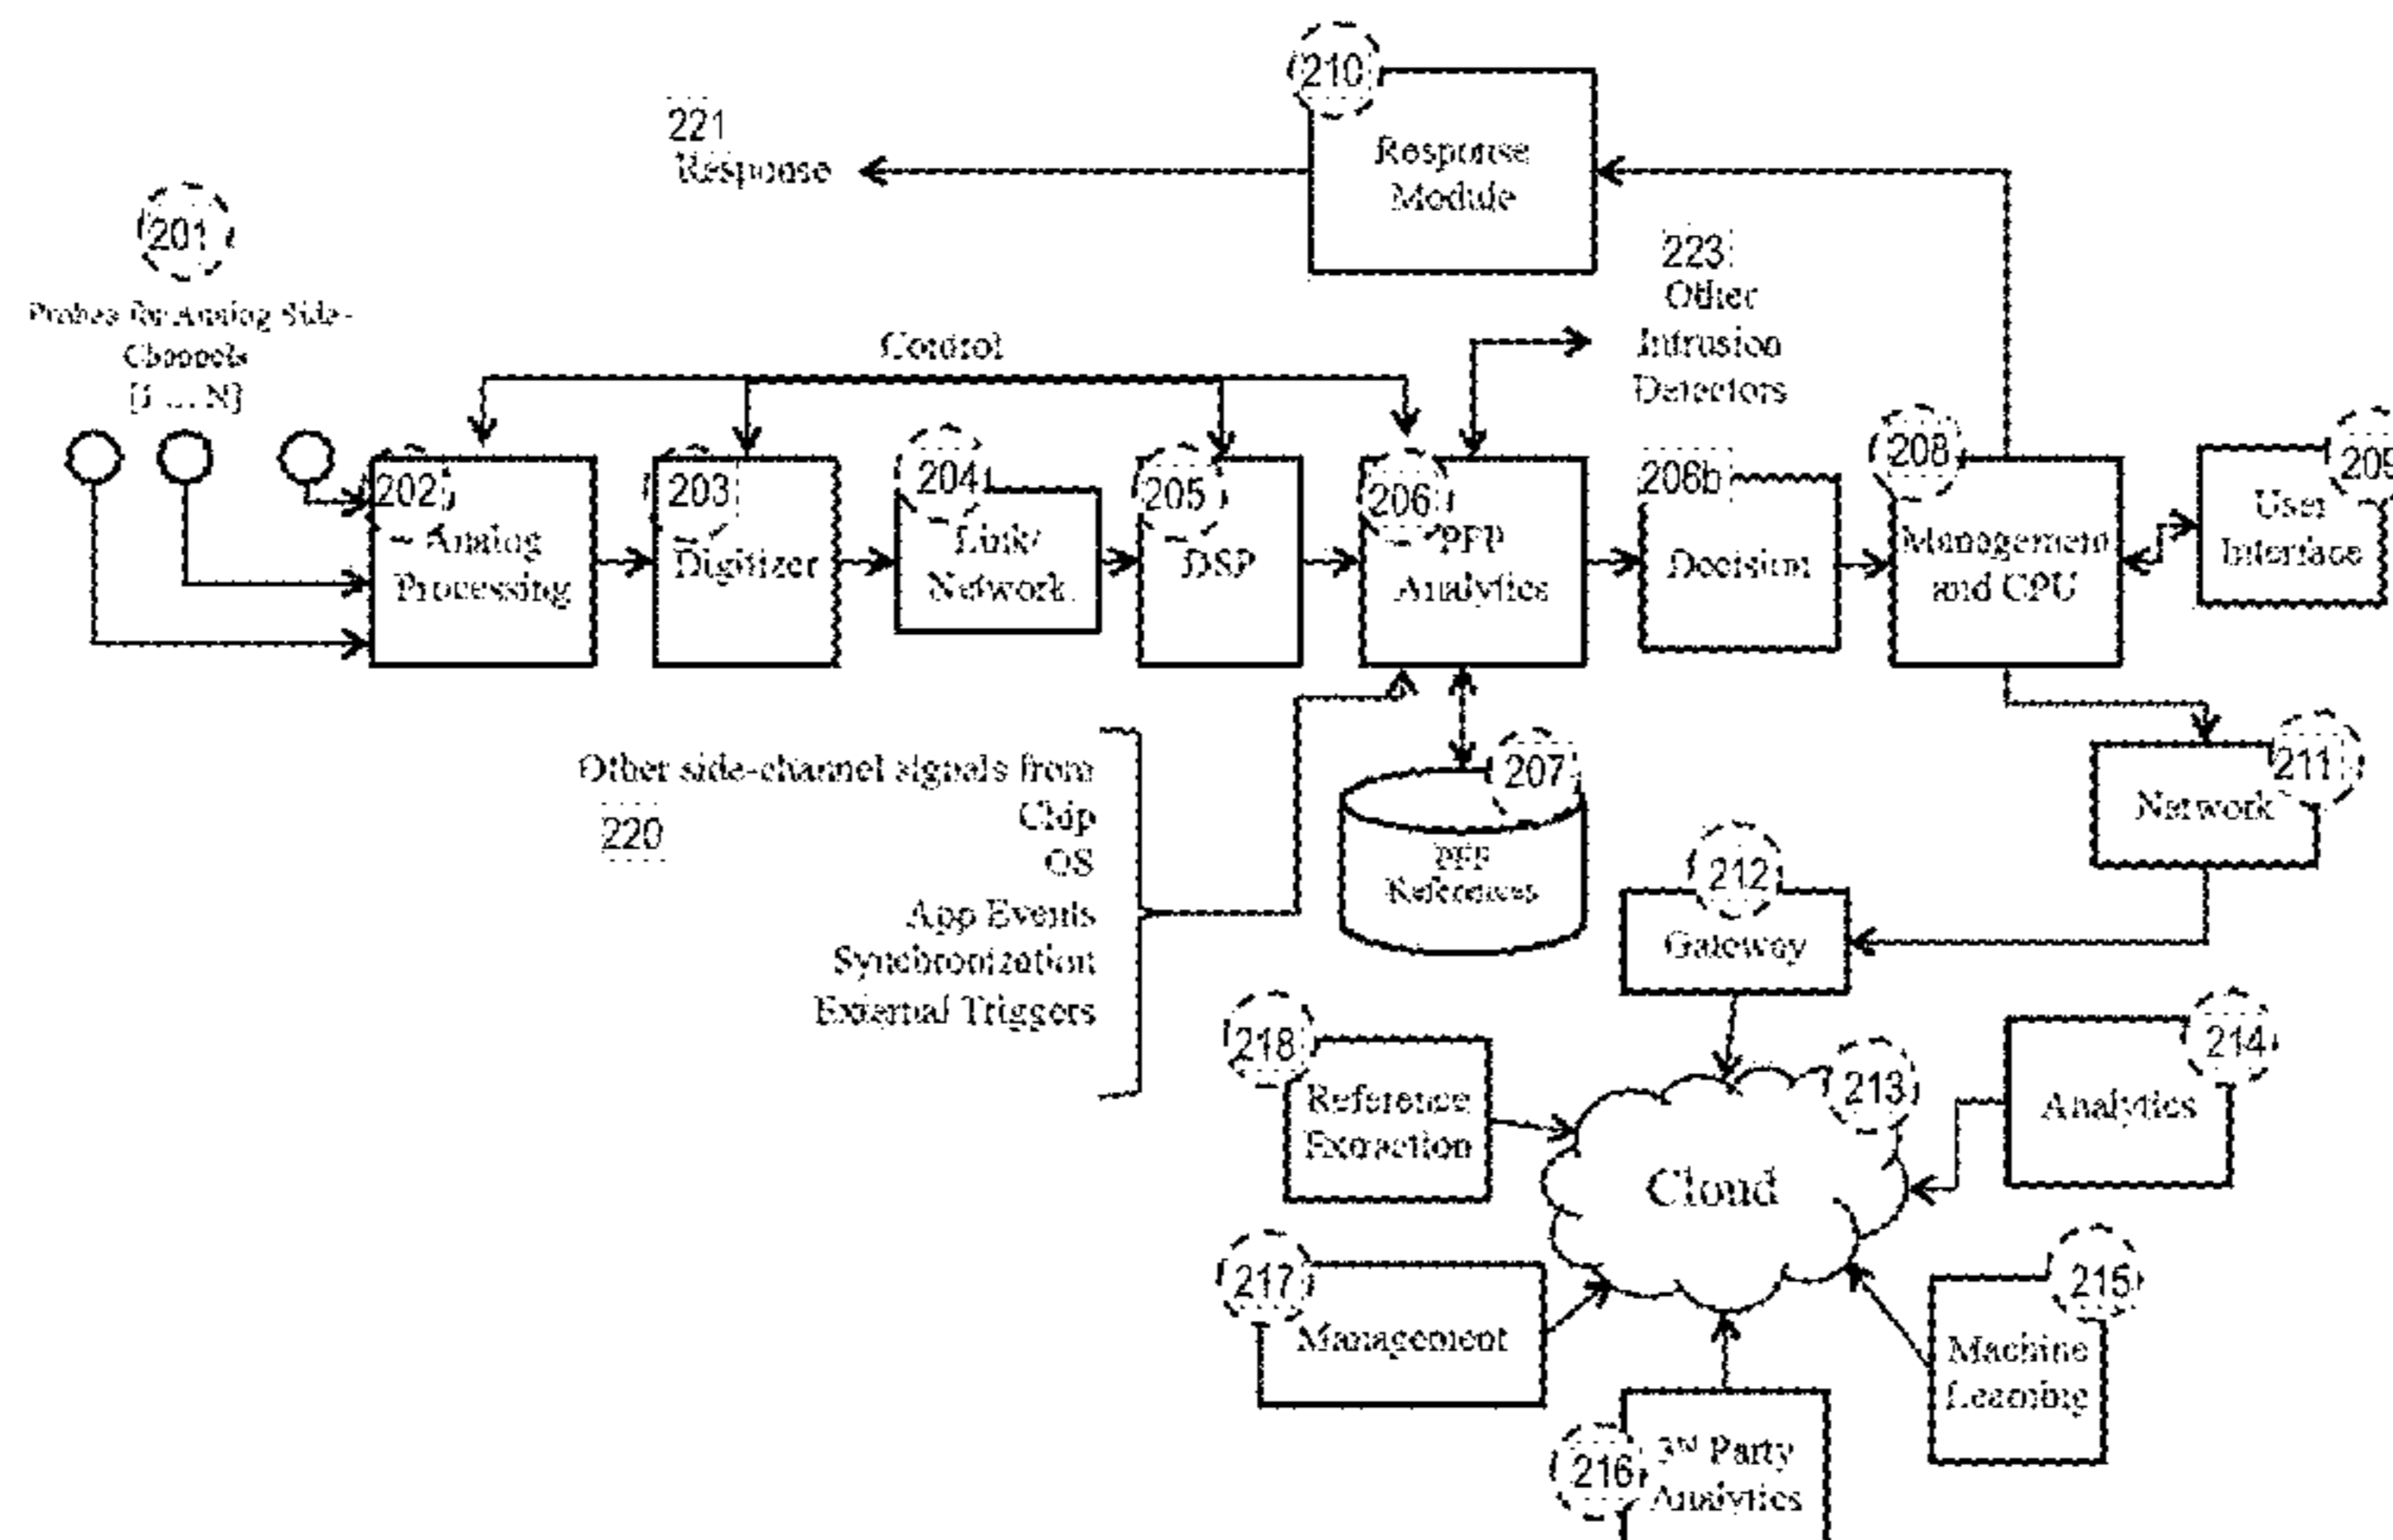 210
221
Response
Response
Module
201
Probes for Analog Side-
Channels
[1 ... N]
223
Other
Intrusion
Detectors
Control
202
Analog
Processing
203
Digitizer
204
Link/
Network
205
DSP
206
PFP
Analytics
206b
Decision
208
Management
and CPU
209
User
Interface
Other side-channel signals from
220
Chip
OS
App Events
Synchronization
External Triggers
207
PFP
References
211
Network
212
Gateway
218
Reference
Extraction
213
Cloud
214
Analytics
217
Management
215
Machine
Learning
216
3rd Party
Analytics